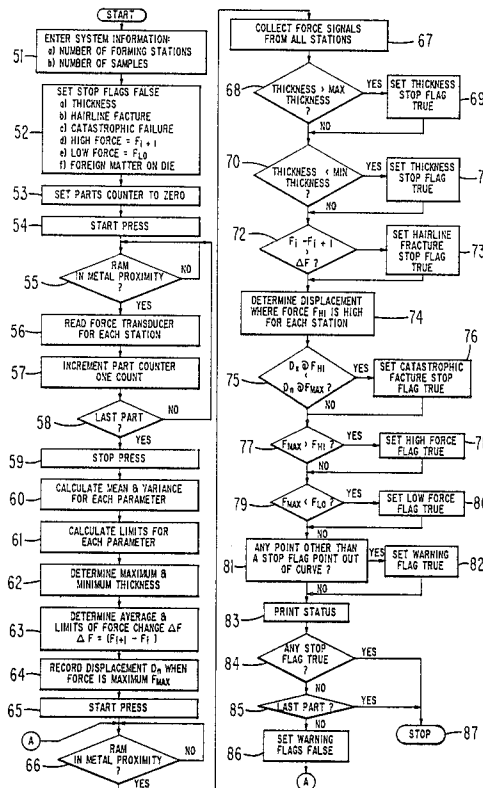 START
51
ENTER SYSTEM INFORMATION:
a) NUMBER OF FORMING STATIONS
b) NUMBER OF SAMPLES
52
SET STOP FLAGS FALSE
a) THICKNESS
b) HAIRLINE FACTURE
c) CATASTROPHIC FAILURE
d) HIGH FORCE = Fi + 1
e) LOW FORCE = FLO
f) FOREIGN MATTER ON DIE
53
SET PARTS COUNTER TO ZERO
54
START PRESS
55
RAM
IN METAL PROXIMITY
?
NO
YES
56
READ FORCE TRANSDUCER
FOR EACH STATION
57
INCREMENT PART COUNTER
ONE COUNT
58
LAST PART
?
NO
YES
59
STOP PRESS
60
CALCULATE MEAN & VARIANCE
FOR EACH PARAMETER
61
CALCULATE LIMITS FOR
EACH PARAMETER
62
DETERMINE MAXIMUM &
MINIMUM THICKNESS
63
DETERMINE AVERAGE &
LIMITS OF FORCE CHANGE ΔF
ΔF = (Fi+1 - Fi)
64
RECORD DISPLACEMENT Dn WHEN
FORCE IS MAXIMUM FMAX
65
START PRESS
A
66
RAM
IN METAL PROXIMITY
?
NO
YES
COLLECT FORCE SIGNALS
FROM ALL STATIONS
67
68
THICKNESS > MAX
THICKNESS
?
YES
NO
SET THICKNESS
STOP FLAG
TRUE
69
70
THICKNESS < MIN
THICKNESS
?
YES
NO
SET THICKNESS
STOP FLAG
TRUE
72
Fi - Fi + 1
>
ΔF ?
SET HAIRLINE
FRACTURE
STOP FLAG
TRUE
73
DETERMINE DISPLACEMENT
WHERE FORCE FHI IS HIGH
FOR EACH STATION
74
75
Dn @ FHI
<
Dn @ FMAX ?
YES
NO
76
SET CATASTROPHIC
FACTURE STOP FLAG
TRUE
77
FMAX > FHI ?
YES
NO
SET HIGH FORCE
FLAG TRUE
79
FMAX < FLO ?
YES
NO
SET LOW FORCE
FLAG TRUE
81
ANY POINT OTHER THAN
A STOP FLAG POINT OUT
OF CURVE ?
YES
NO
SET WARNING
FLAG TRUE
82
83
PRINT STATUS
84
ANY STOP
FLAG TRUE
?
YES
NO
85
LAST PART ?
YES
NO
86
SET WARNING
FLAGS FALSE
STOP
87
A